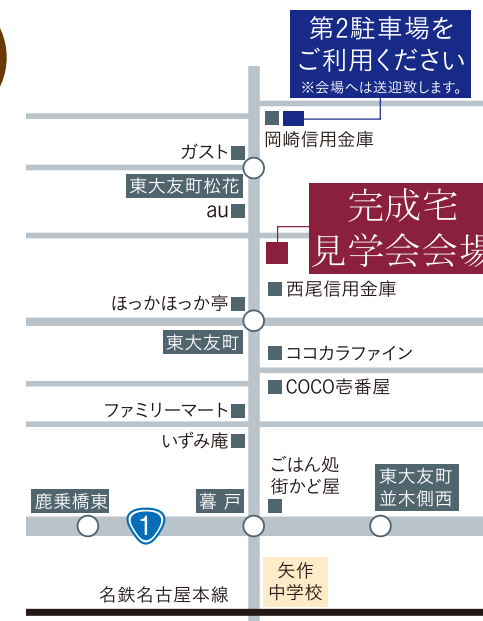 第2駐車場を
ご利用ください
※会場へは送迎致します。
岡崎信用金庫
ガスト
東大友町松花
au
完成宅
見学会会場
西尾信用金庫
ほっかほっか亭
東大友町
ココカラファイン
COCO壱番屋
ファミリーマート
いずみ庵
ごはん処
街かど屋
東大友町
並木側西
鹿乗橋東
1
暮戸
矢作
中学校
名鉄名古屋本線